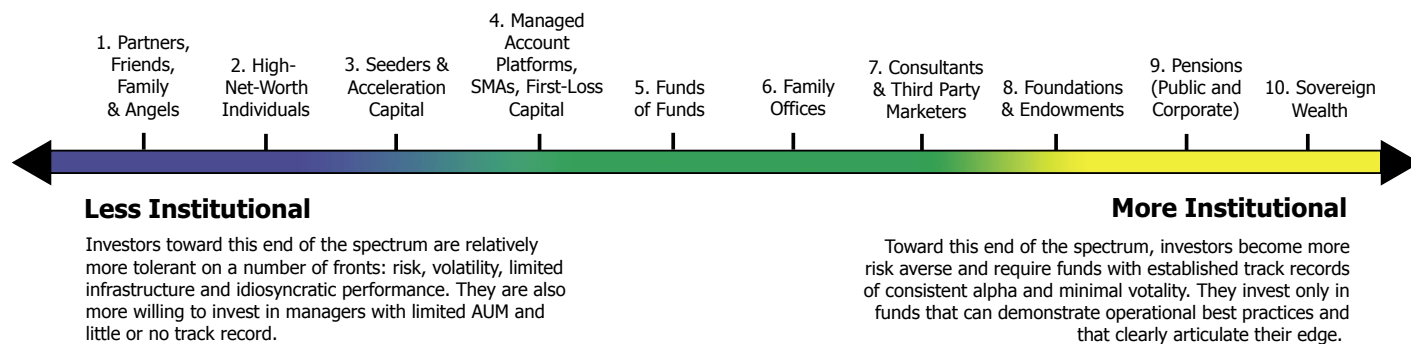 1. Partners,
Friends,
Family
& Angels
2. High-
Net-Worth
Individuals
3. Seeders &
Acceleration
Capital
4. Managed
Account
Platforms,
SMAs, First-Loss
Capital
5. Funds
of Funds
6. Family
Offices
7. Consultants
& Third Party
Marketers
8. Foundations
& Endowments
9. Pensions
(Public and
Corporate)
10. Sovereign
Wealth
Less Institutional
Investors toward this end of the spectrum are relatively
more tolerant on a number of fronts: risk, volatility, limited
infrastructure and idiosyncratic performance. They are also
more willing to invest in managers with limited AUM and
little or no track record.
More Institutional
Toward this end of the spectrum, investors become more
risk averse and require funds with established track records
of consistent alpha and minimal votality. They invest only in
funds that can demonstrate operational best practices and
that clearly articulate their edge.